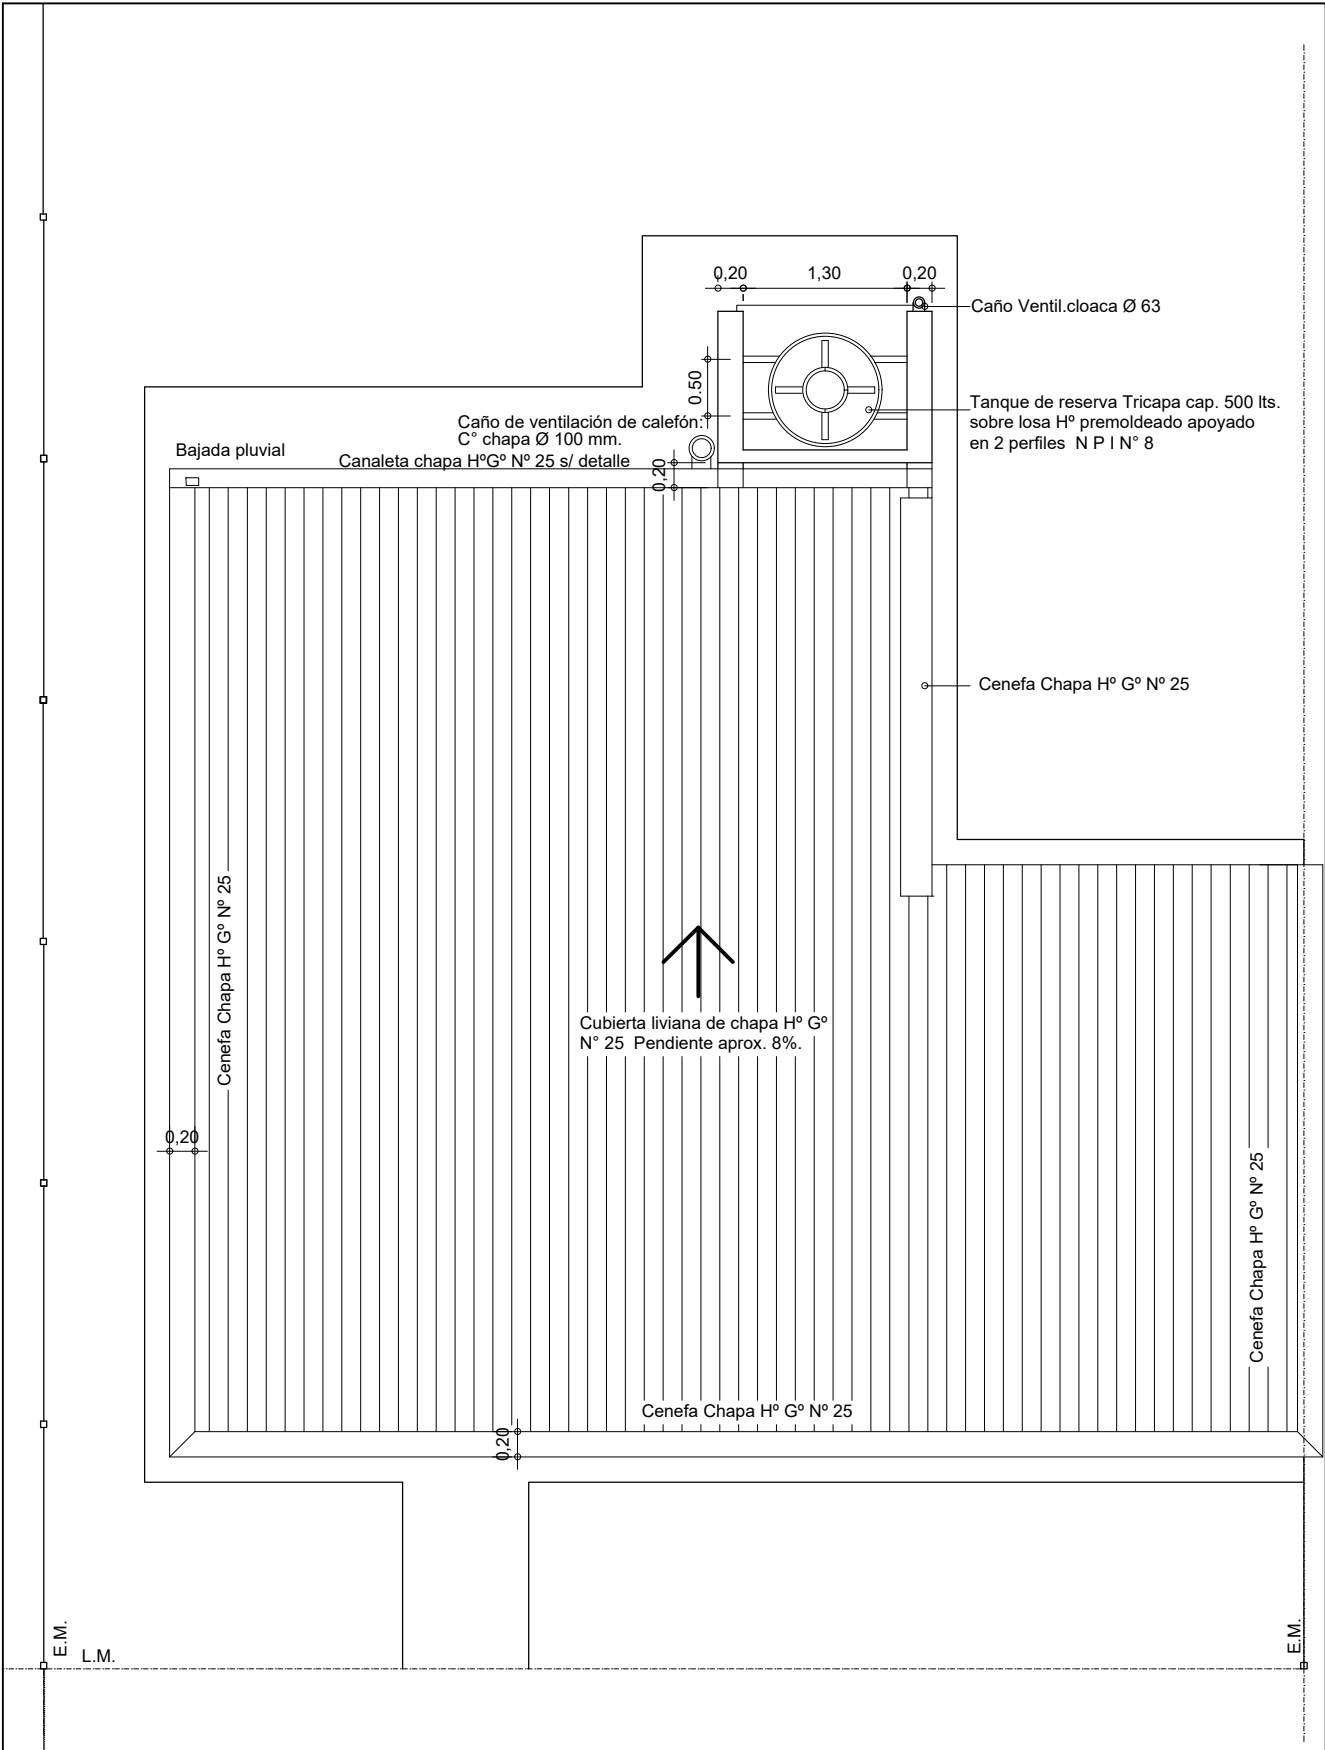 0,20
1,30
0,20
Caño Ventil.cloaca Ø 63
0.50
Tanque de reserva Tricapa cap. 500 lts.
sobre losa Hº premoldeado apoyado
en 2 perfiles N P I N° 8
Caño de ventilación de calefón:
C° chapa Ø 100 mm.
Bajada pluvial
Canaleta chapa HºGº Nº 25 s/ detalle
0,20
Cenefa Chapa Hº Gº Nº 25
Cenefa Chapa Hº Gº Nº 25
Cubierta liviana de chapa Hº Gº
N° 25 Pendiente aprox. 8%.
0,20
Cenefa Chapa Hº Gº Nº 25
Cenefa Chapa Hº Gº Nº 25
0,20
E.M.
L.M.
E.M.